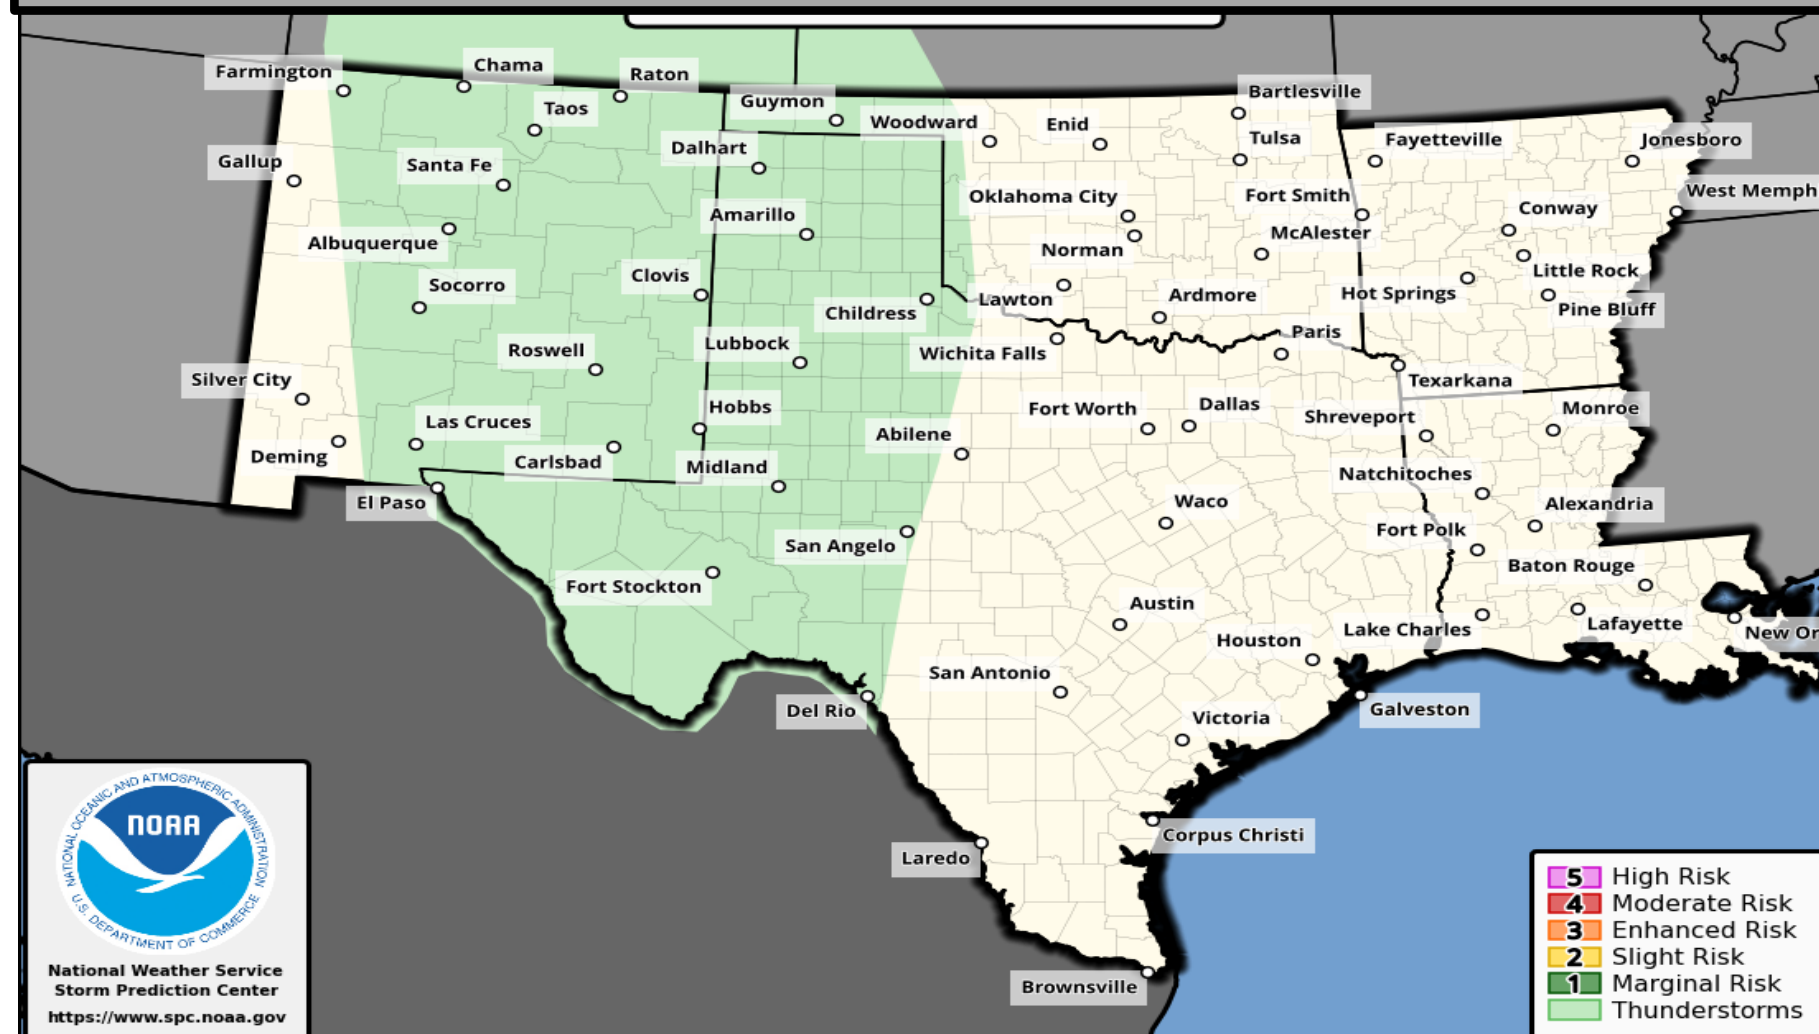 Farmington
Chama
Raton
Taos
Guymon
Woodward
Enid
Bartlesville
Tulsa
Fayetteville
Jonesboro
Gallup
Santa Fe
Dalhart
Oklahoma City
Fort Smith
Conway
West Memph
Albuquerque
Amarillo
Norman
McAlester
Little Rock
Socorro
Clovis
Childress
Lawton
Ardmore
Hot Springs
Pine Bluff
Roswell
Lubbock
Wichita Falls
Paris
Texarkana
Silver City
Las Cruces
Hobbs
Abilene
Fort Worth
Dallas
Shreveport
Monroe
Deming
Carlsbad
Midland
Natchitoches
El Paso
San Angelo
Waco
Fort Polk
Alexandria
Fort Stockton
Austin
Baton Rouge
Houston
Lake Charles
Lafayette
New Or
San Antonio
Del Rio
Victoria
Galveston
Corpus Christi
Laredo
Brownsville
NATIONAL OCEANIC AND ATMOSPHERIC ADMINISTRATION
NOAA
U.S. DEPARTMENT OF COMMERCE
National Weather Service
Storm Prediction Center
https://www.spc.noaa.gov
5 High Risk
4 Moderate Risk
3 Enhanced Risk
2 Slight Risk
1 Marginal Risk
Thunderstorms